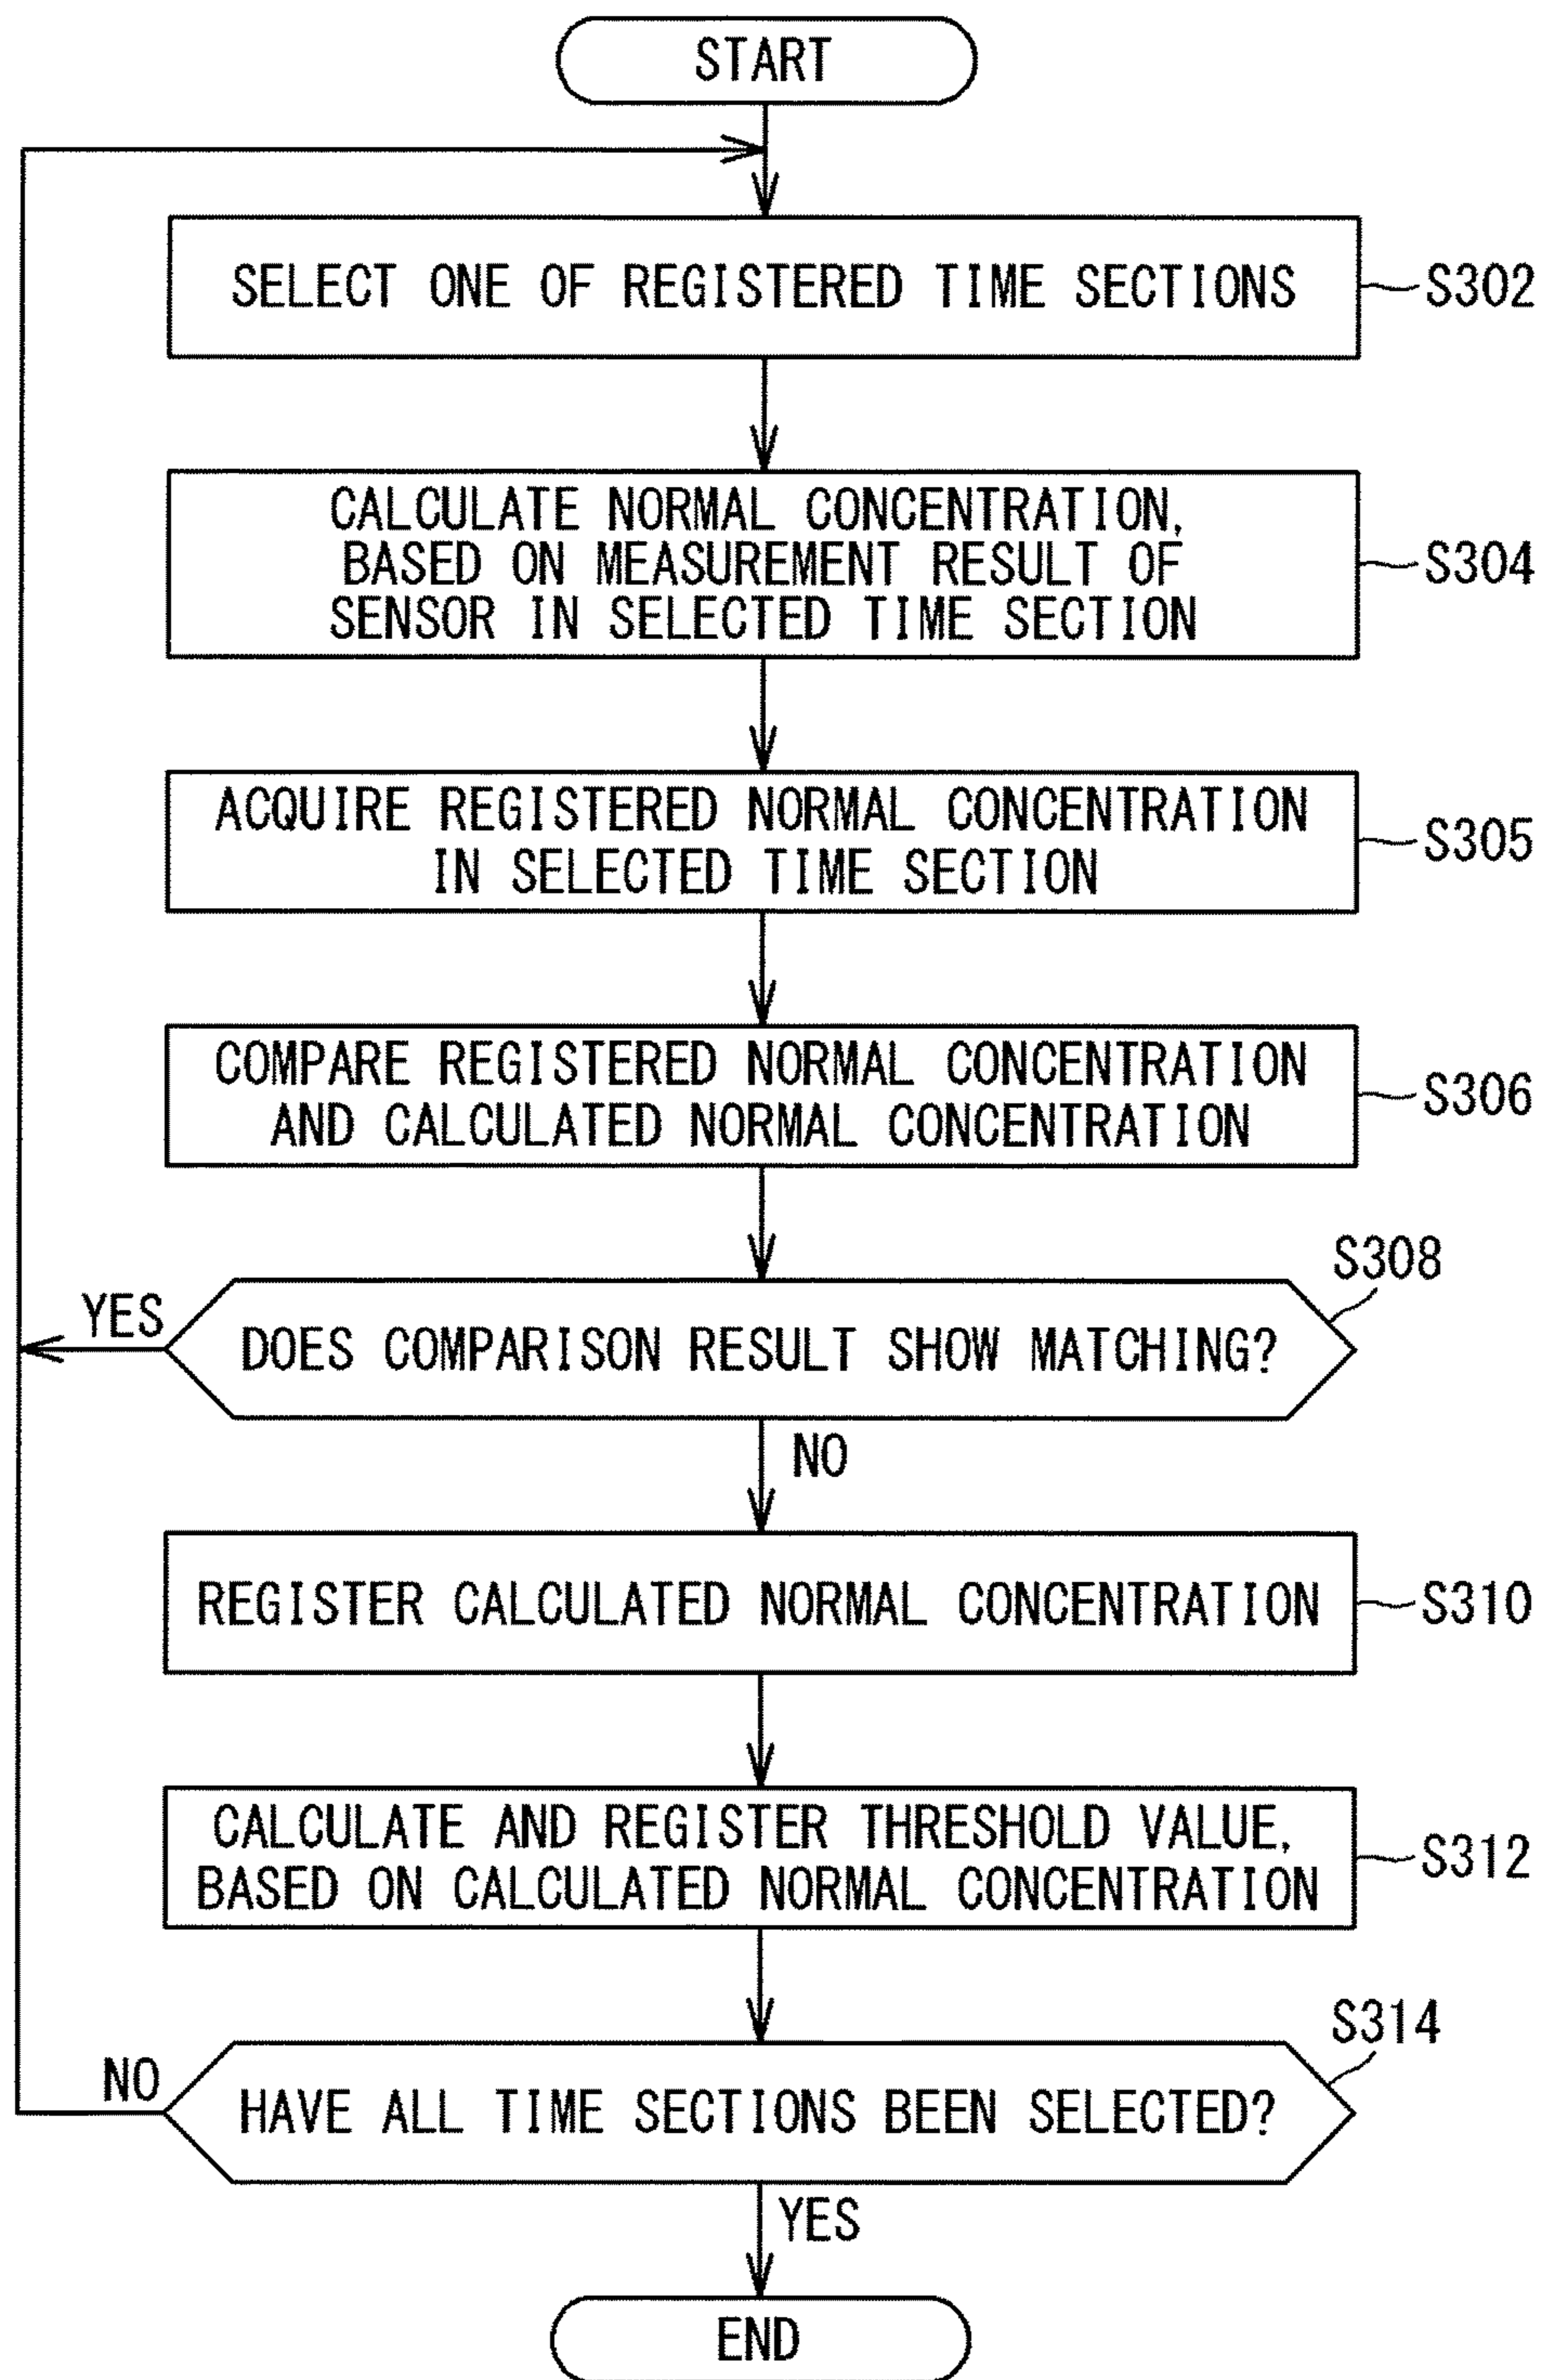 START
SELECT ONE OF REGISTERED TIME SECTIONS
S302
CALCULATE NORMAL CONCENTRATION,
BASED ON MEASUREMENT RESULT OF
SENSOR IN SELECTED TIME SECTION
S304
ACQUIRE REGISTERED NORMAL CONCENTRATION
IN SELECTED TIME SECTION
S305
COMPARE REGISTERED NORMAL CONCENTRATION
AND CALCULATED NORMAL CONCENTRATION
S306
S308
YES
DOES COMPARISON RESULT SHOW MATCHING?
NO
REGISTER CALCULATED NORMAL CONCENTRATION
S310
CALCULATE AND REGISTER THRESHOLD VALUE,
BASED ON CALCULATED NORMAL CONCENTRATION
S312
S314
NO
HAVE ALL TIME SECTIONS BEEN SELECTED?
YES
END